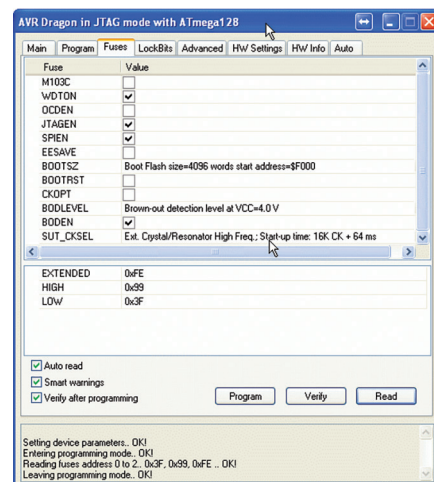 AVR Dragon in JTAG mode with ATmega128
Main Program Fuses LockBits Advanced HW Settings HW Info Auto
Fuse Value
M103C
WDTON
OCDEN
JTAGEN
SPIEN
EESAVE
BOOTSZ Boot Flash size=4096 words start address=$F000
BOOTRST
CKOPT
BODLEVEL Brown-out detection level at VCC=4.0 V
BODEN
SUT_CKSEL Ext. Crystal/Resonator High Freq.; Start-up time: 16K CK + 64 ms
EXTENDED 0xFE
HIGH 0x99
LOW 0x3F
Auto read
Smart warnings
Verify after programming
Program Verify Read
Setting device parameters.. OK!
Entering programming mode.. OK!
Reading fuses address 0 to 2.. 0x3F, 0x99, 0xFE .. OK!
Leaving programming mode.. OK!